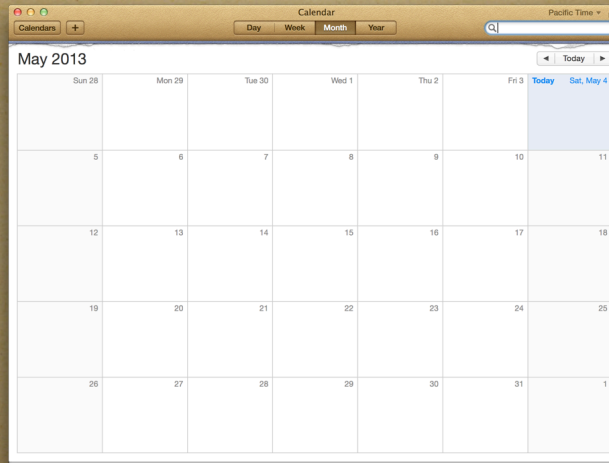 Calendar
Pacific Time
Calendars + Day Week Month Year
May 2013
Today
Sun 28 Mon 29 Tue 30 Wed 1 Thu 2 Fri 3 Today Sat, May 4
5 6 7 8 9 10 11
12 13 14 15 16 17 18
19 20 21 22 23 24 25
26 27 28 29 30 31 1